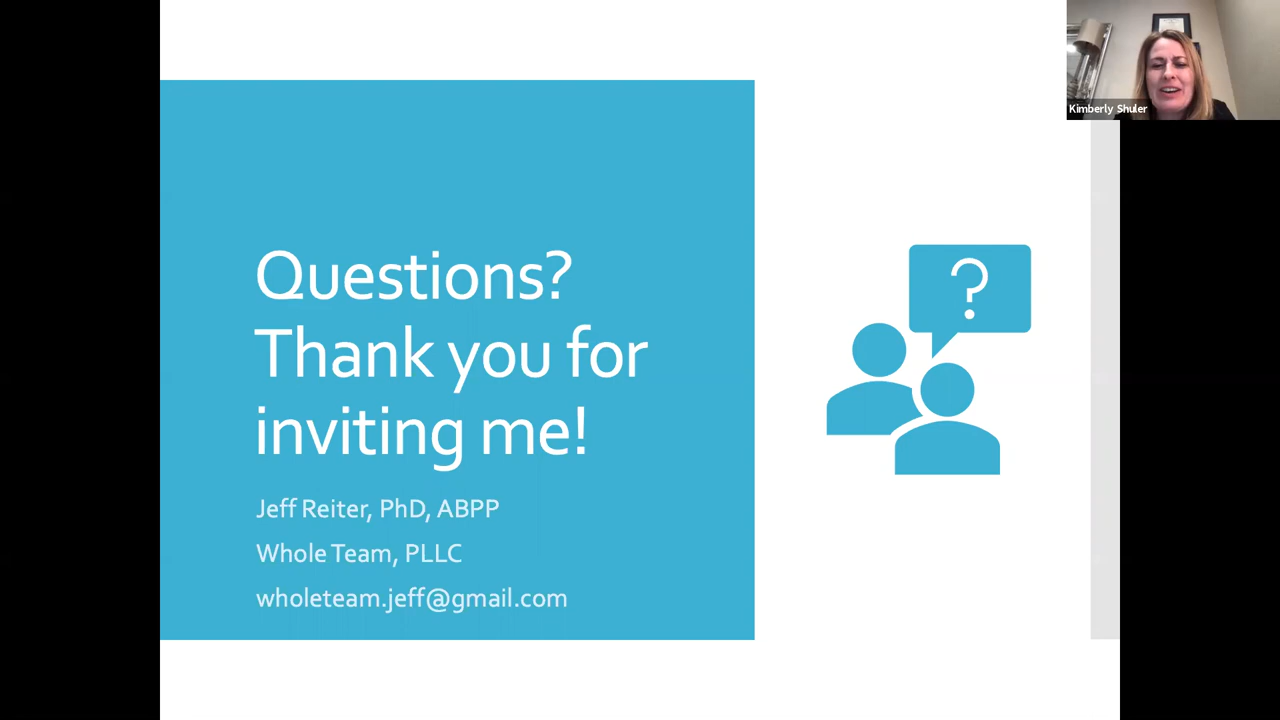 Questions?
Thank you for
inviting me!
Jeff Reiter, PhD, ABPP
Whole Team, PLLC
wholeteam.jeff@gmail.com
?
Kimberly Shuler